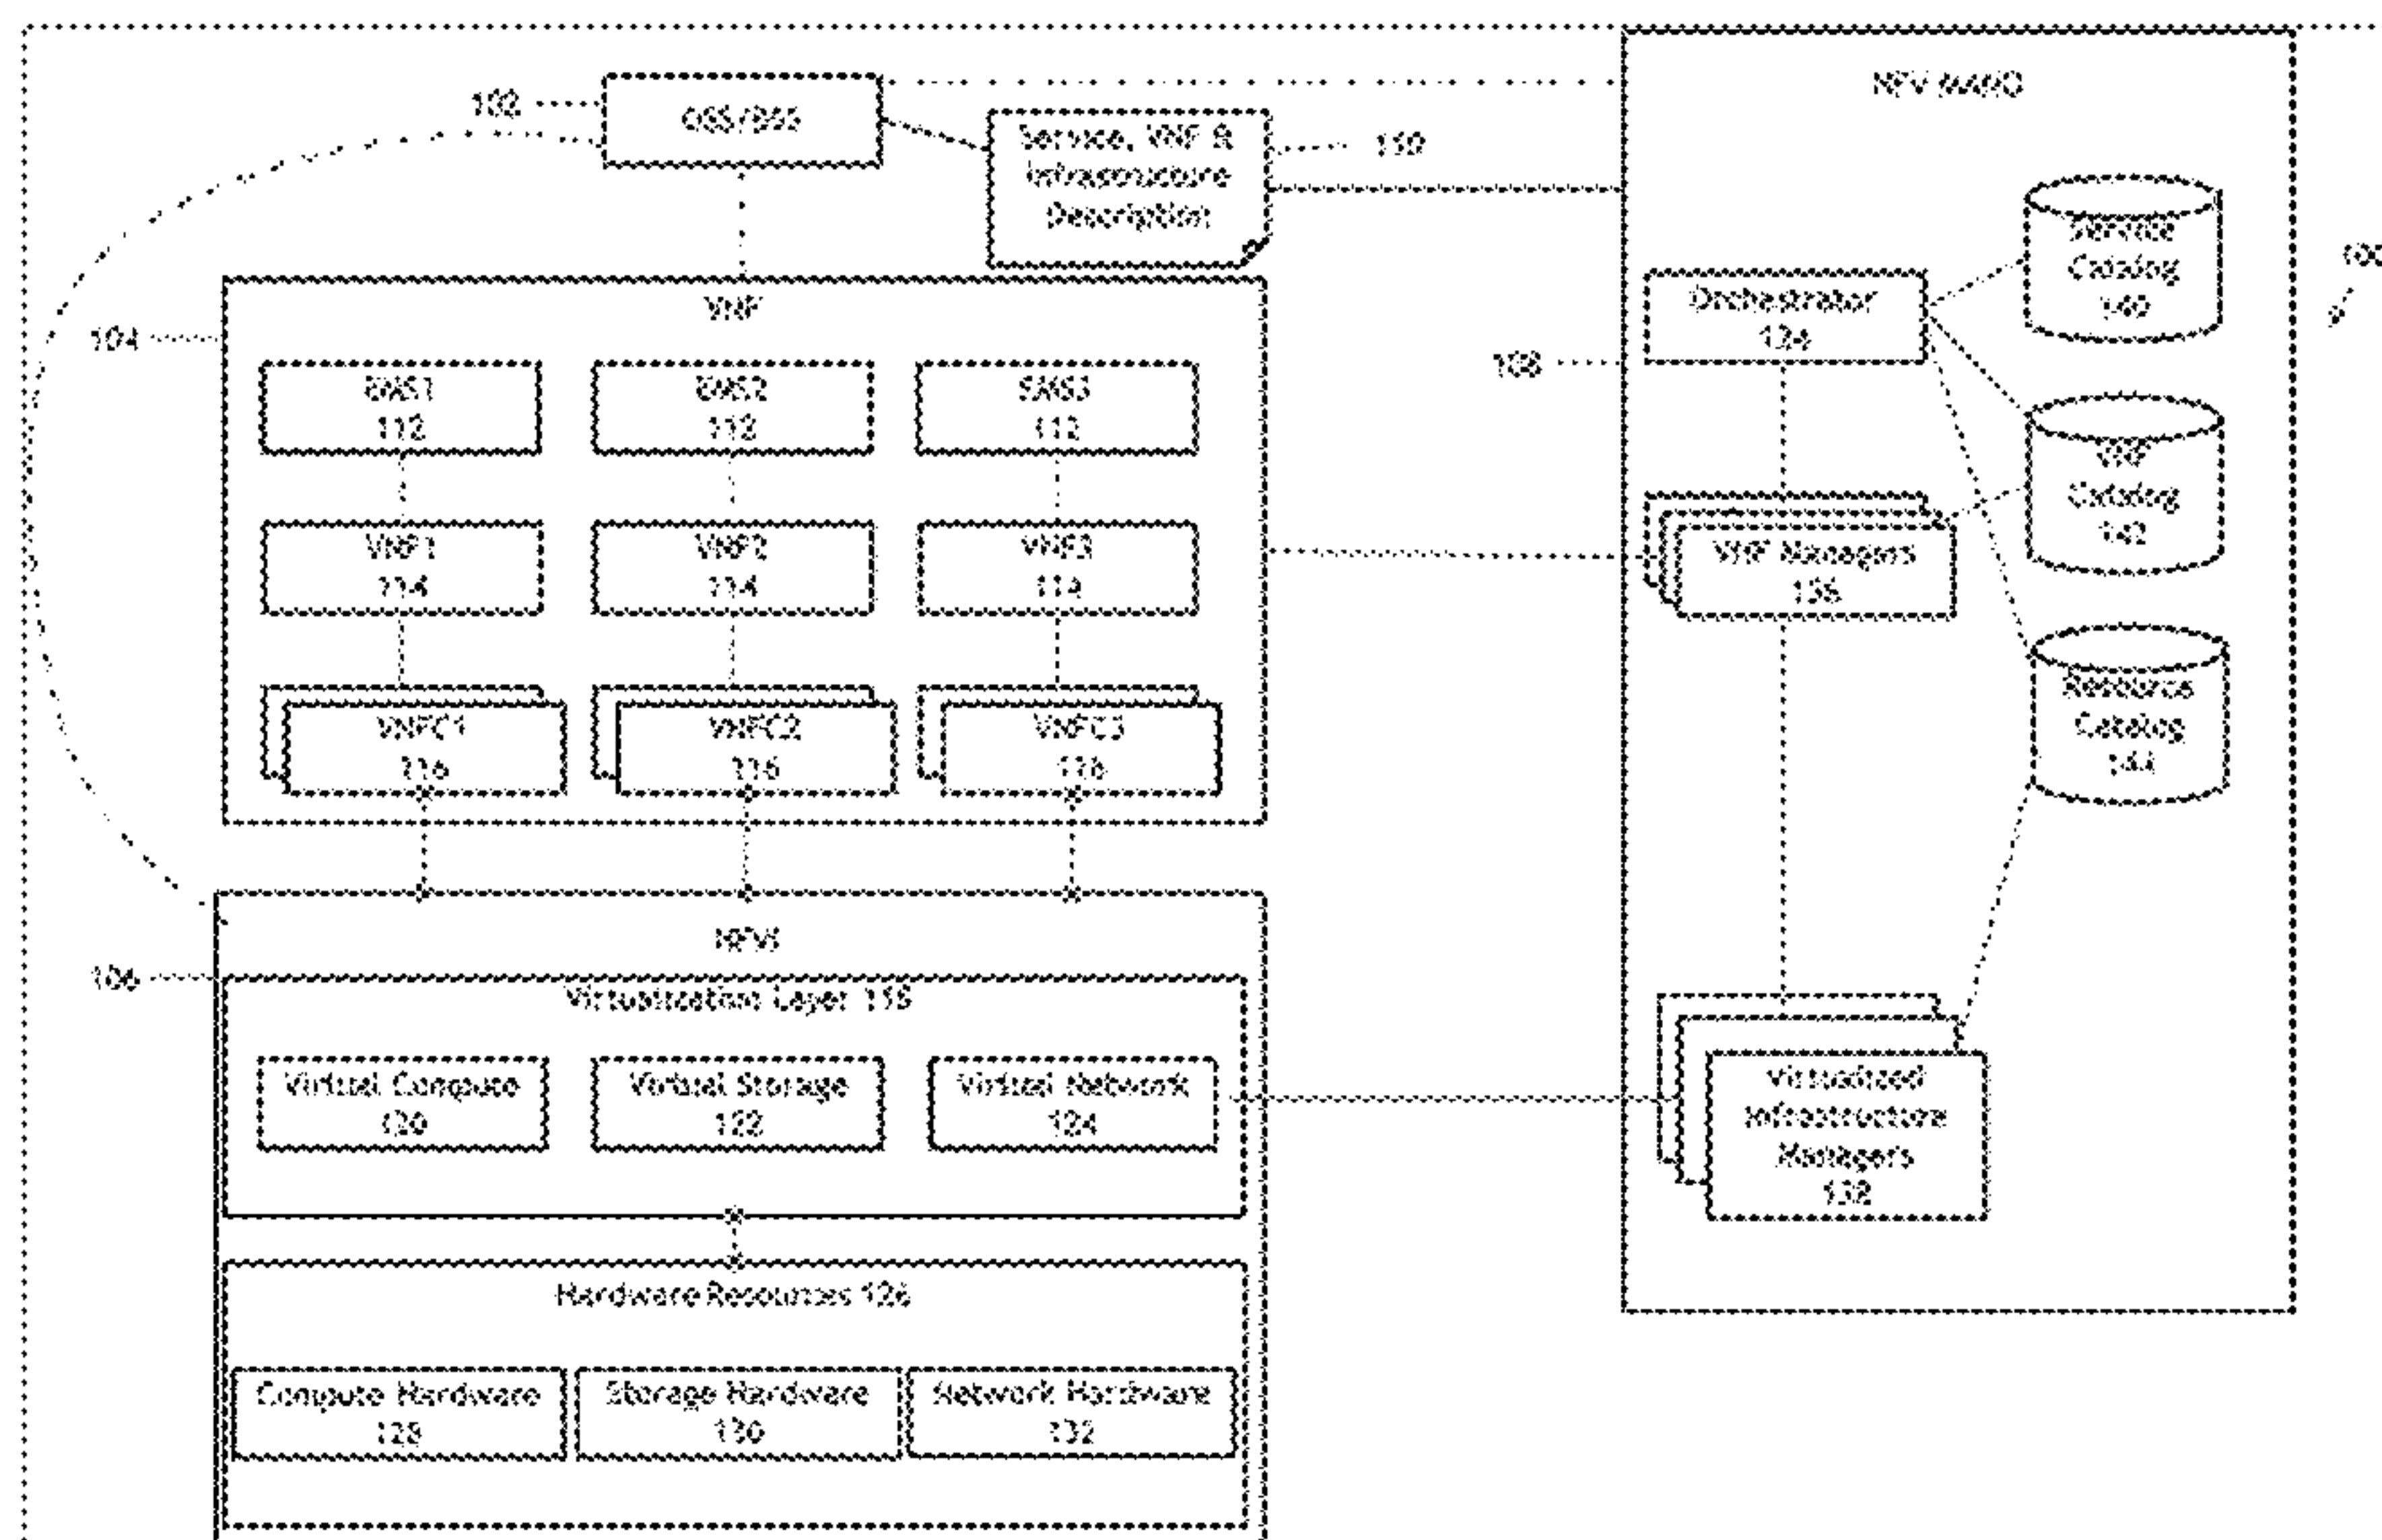 102
OSS/BSS
Service, VNF &
Infrastructure
Description
110
NFV MANO
100
104
VNF
EMS1
112
EMS2
112
EMS3
112
VNF1
114
VNF2
114
VNF3
114
VNFC1
116
VNFC2
116
VNFC3
116
108
Orchestrator
134
VNF Managers
136
Service
Catalog
140
VNF
Catalog
142
Resource
Catalog
144
Virtualized
Infrastructure
Managers
138
NFVI
106
Virtualization Layer 118
Virtual Compute
120
Virtual Storage
122
Virtual Network
124
Hardware Resources 126
Compute Hardware
128
Storage Hardware
130
Network Hardware
132